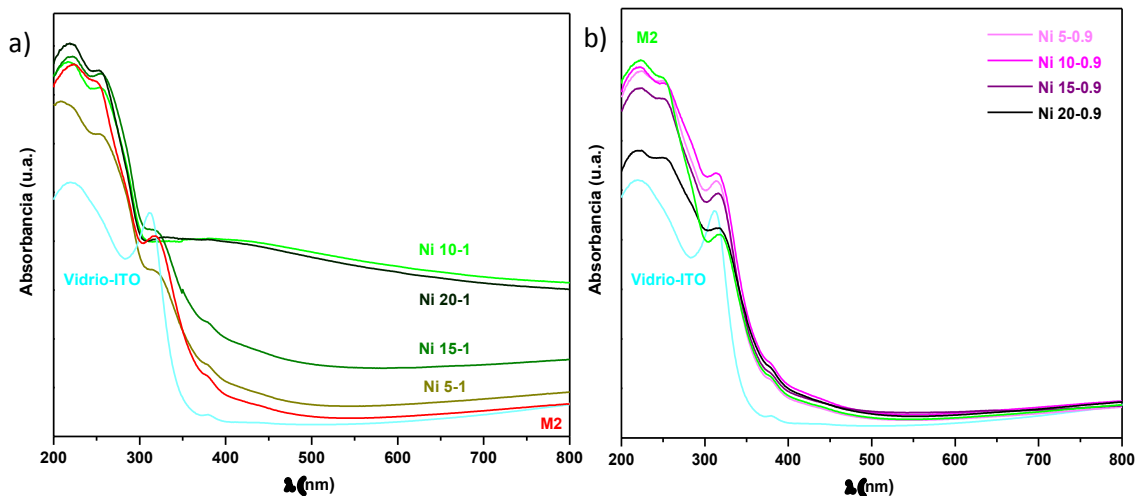 a)
Absorbancia (u.a.)
Vidrio-ITO
Ni 10-1
Ni 20-1
Ni 15-1
Ni 5-1
M2
200 300 400 500 600 700 800
λ(nm)
b)
Absorbancia (u.a.)
M2
Vidrio-ITO
Ni 5-0.9
Ni 10-0.9
Ni 15-0.9
Ni 20-0.9
200 300 400 500 600 700 800
λ(nm)